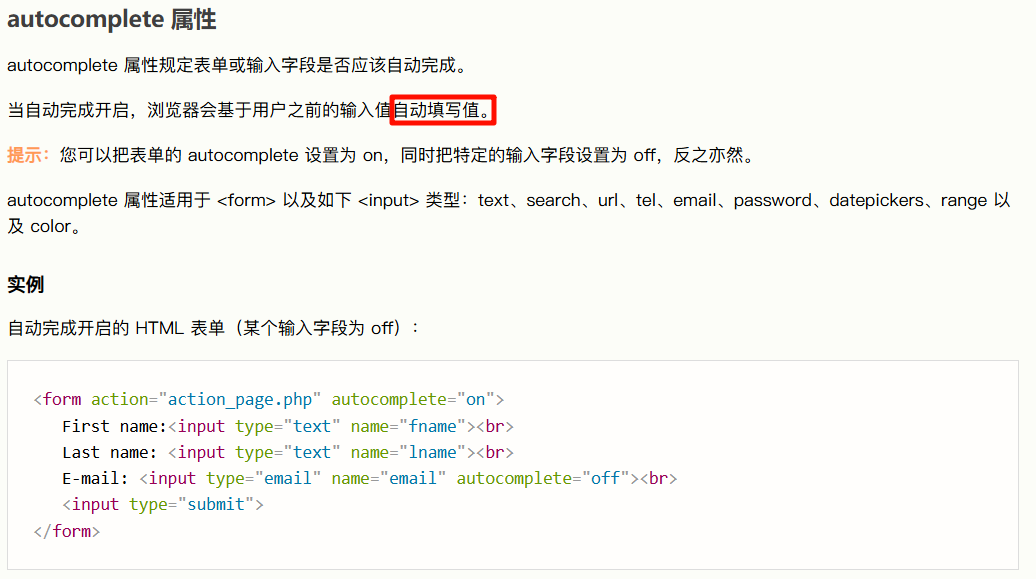 autocomplete 属性
autocomplete 属性规定表单或输入字段是否应该自动完成。
当自动完成开启，浏览器会基于用户之前的输入值自动填写值。
提示：您可以把表单的 autocomplete 设置为 on，同时把特定的输入字段设置为 off，反之亦然。
autocomplete 属性适用于 <form> 以及如下 <input> 类型：text、search、url、tel、email、password、datepickers、range 以
及 color。
实例
自动完成开启的 HTML 表单（某个输入字段为 off）：
<form action="action_page.php" autocomplete="on">
   First name:<input type="text" name="fname"><br>
   Last name: <input type="text" name="lname"><br>
   E-mail: <input type="email" name="email" autocomplete="off"><br>
   <input type="submit">
</form>